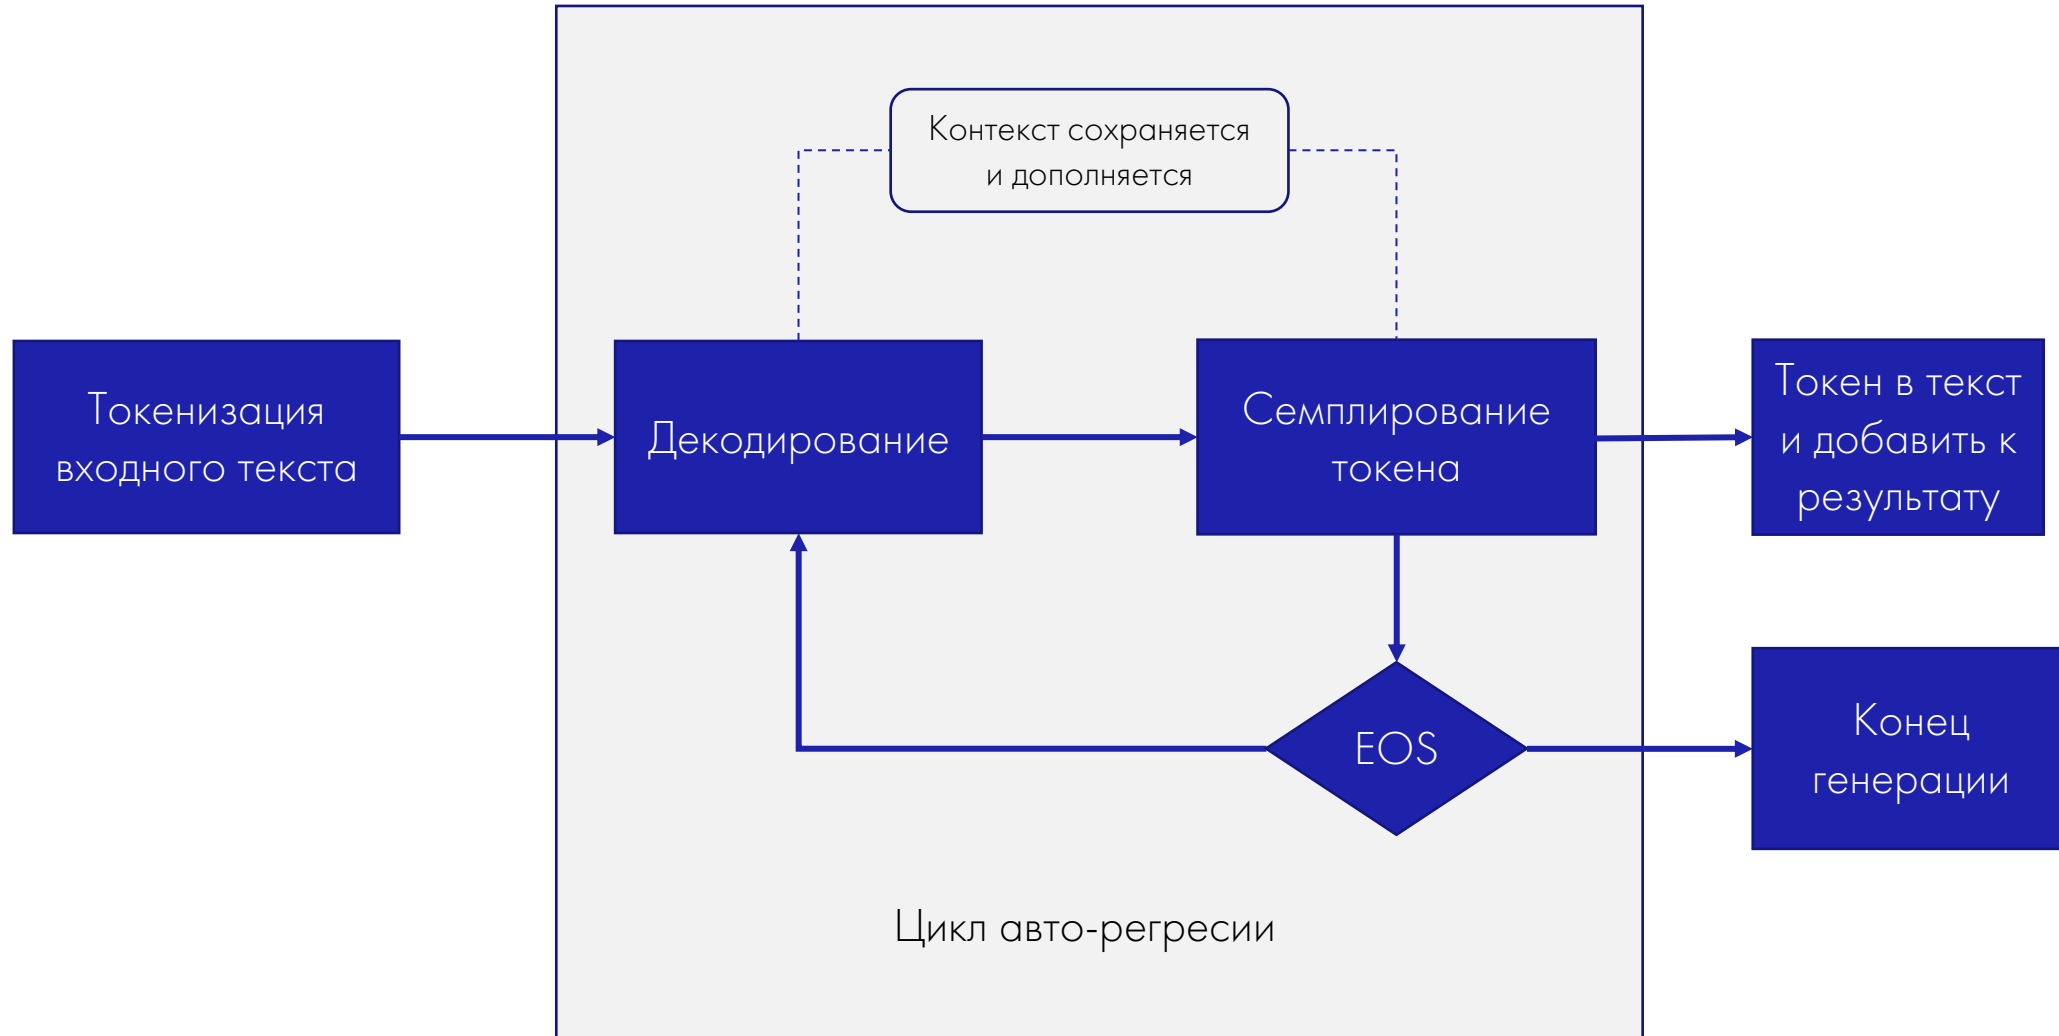 Контекст сохраняется
и дополняется
Токенизация
входного текста
Декодирование
Семплирование
токена
Токен в текст
и добавить к
результату
EOS
Конец
генерации
Цикл авто-регресии